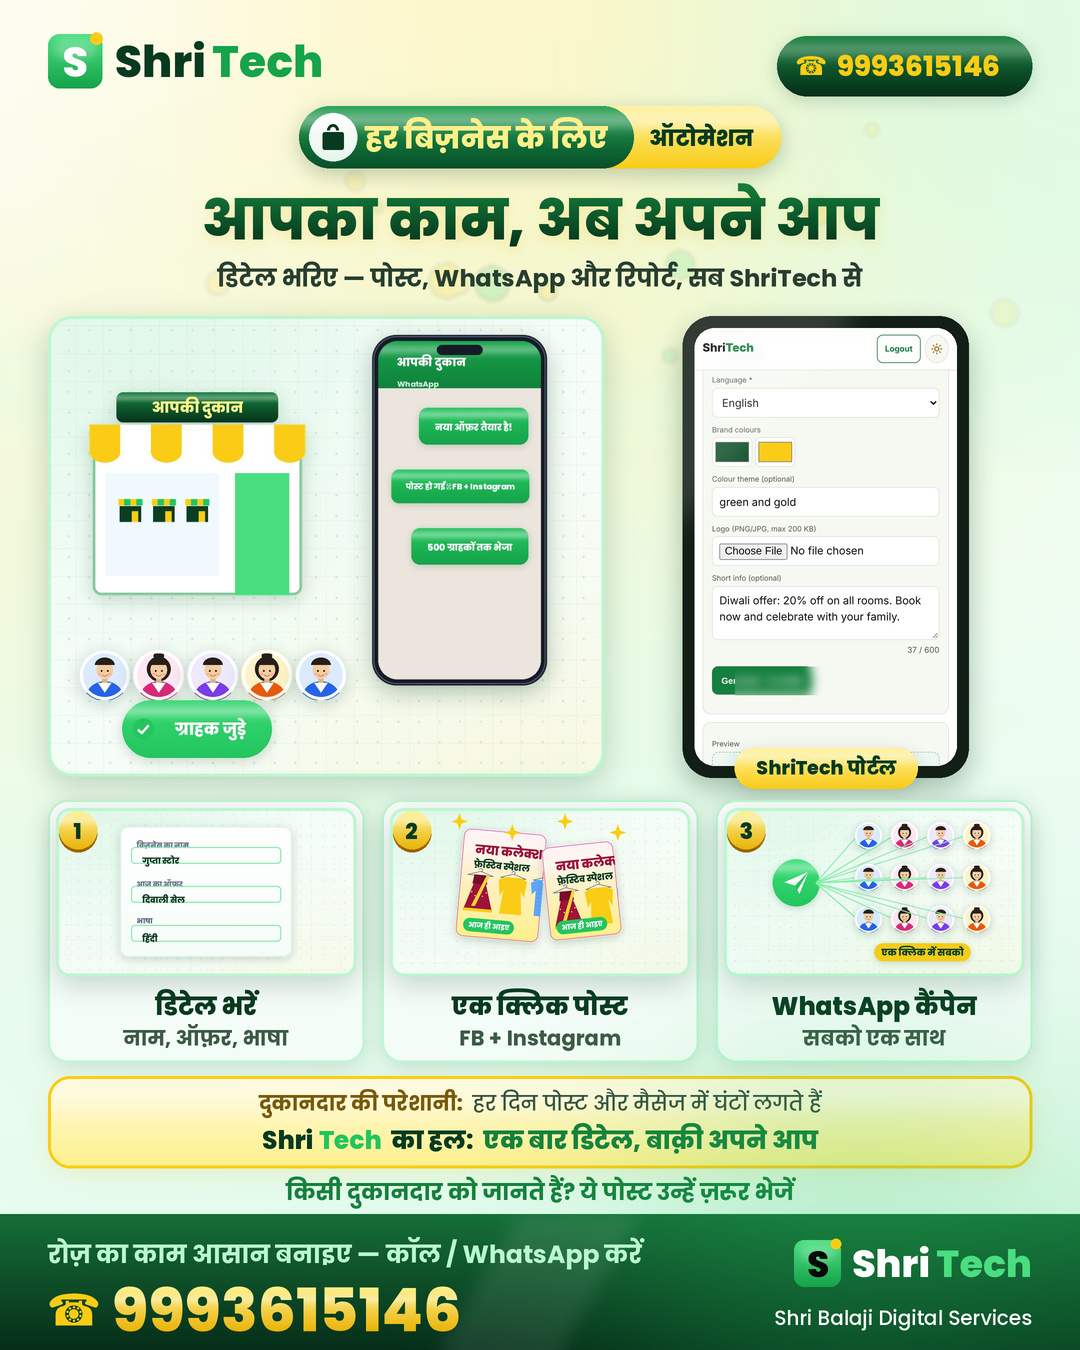 S Shri Tech
☎ 9993615146
हर बिज़नेस के लिए ऑटोमेशन
आपका काम, अब अपने आप
डिटेल भरिए — पोस्ट, WhatsApp और रिपोर्ट, सब ShriTech से
आपकी दुकान
आपकी दुकान
WhatsApp
नया ऑफ़र तैयार है!
पोस्ट हो गई FB + Instagram
500 ग्राहकों तक भेजा
ग्राहक जुड़े
ShriTech
Logout
Language *
English
Brand colours
Colour theme (optional)
green and gold
Logo (PNG/JPG, max 200 KB)
Choose File No file chosen
Short info (optional)
Diwali offer: 20% off on all rooms. Book
now and celebrate with your family.
37 / 600
Preview
ShriTech पोर्टल
1
बिज़नेस का नाम
गुप्ता स्टोर
आज का ऑफ़र
दिवाली सेल
भाषा
हिंदी
डिटेल भरें
नाम, ऑफ़र, भाषा
2
नया कलेक्श
फ़ेस्टिव स्पेशल
आज ही आइए
नया कलेक
फ़ेस्टिव स्पेशल
आज ही आइए
एक क्लिक पोस्ट
FB + Instagram
3
एक क्लिक में सबको
WhatsApp कैंपेन
सबको एक साथ
दुकानदार की परेशानी: हर दिन पोस्ट और मैसेज में घंटों लगते हैं
Shri Tech का हल: एक बार डिटेल, बाक़ी अपने आप
किसी दुकानदार को जानते हैं? ये पोस्ट उन्हें ज़रूर भेजें
रोज़ का काम आसान बनाइए — कॉल / WhatsApp करें
☎ 9993615146
S Shri Tech
Shri Balaji Digital Services